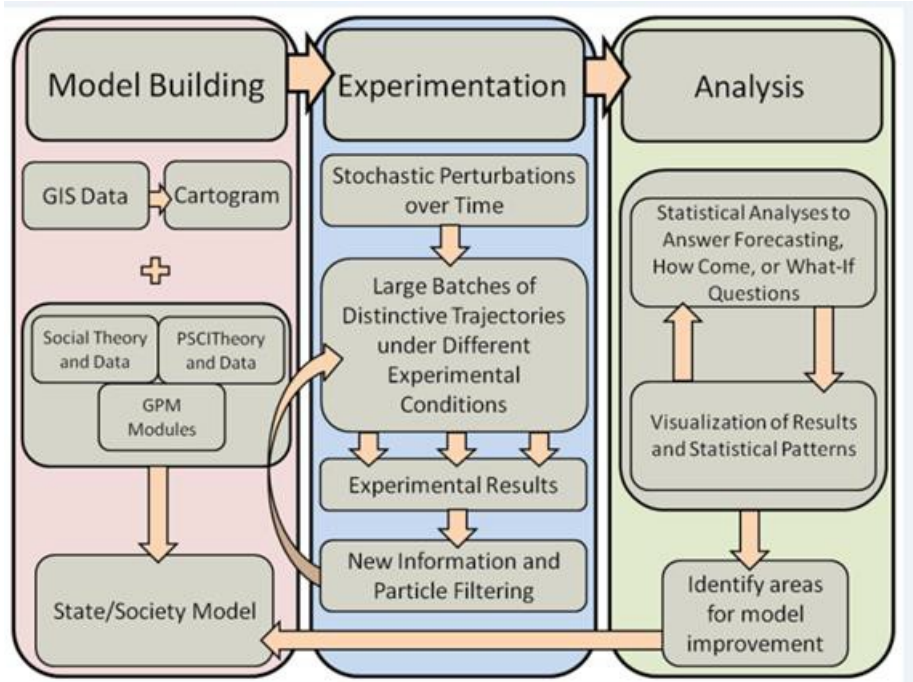 Model Building
Experimentation
Analysis
GIS Data
Cartogram
Social Theory
and Data
PSCITheory
and Data
GPM
Modules
State/Society Model
Stochastic Perturbations
over Time
Large Batches of
Distinctive Trajectories
under Different
Experimental
Conditions
Experimental Results
New Information and
Particle Filtering
Statistical Analyses to
Answer Forecasting,
How Come, or What-If
Questions
Visualization of Results
and Statistical Patterns
Identify areas
for model
improvement